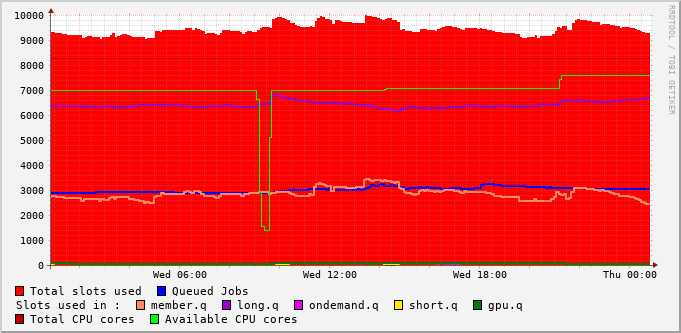 10000
9000
8000
7000
6000
5000
4000
3000
2000
1000
0
Wed 06:00 Wed 12:00 Wed 18:00 Thu 00:00
Total slots used Queued Jobs
Slots used in : member.q long.q ondemand.q short.q gpu.q
Total CPU cores Available CPU cores
RRDTOOL / TOBI OETIKER